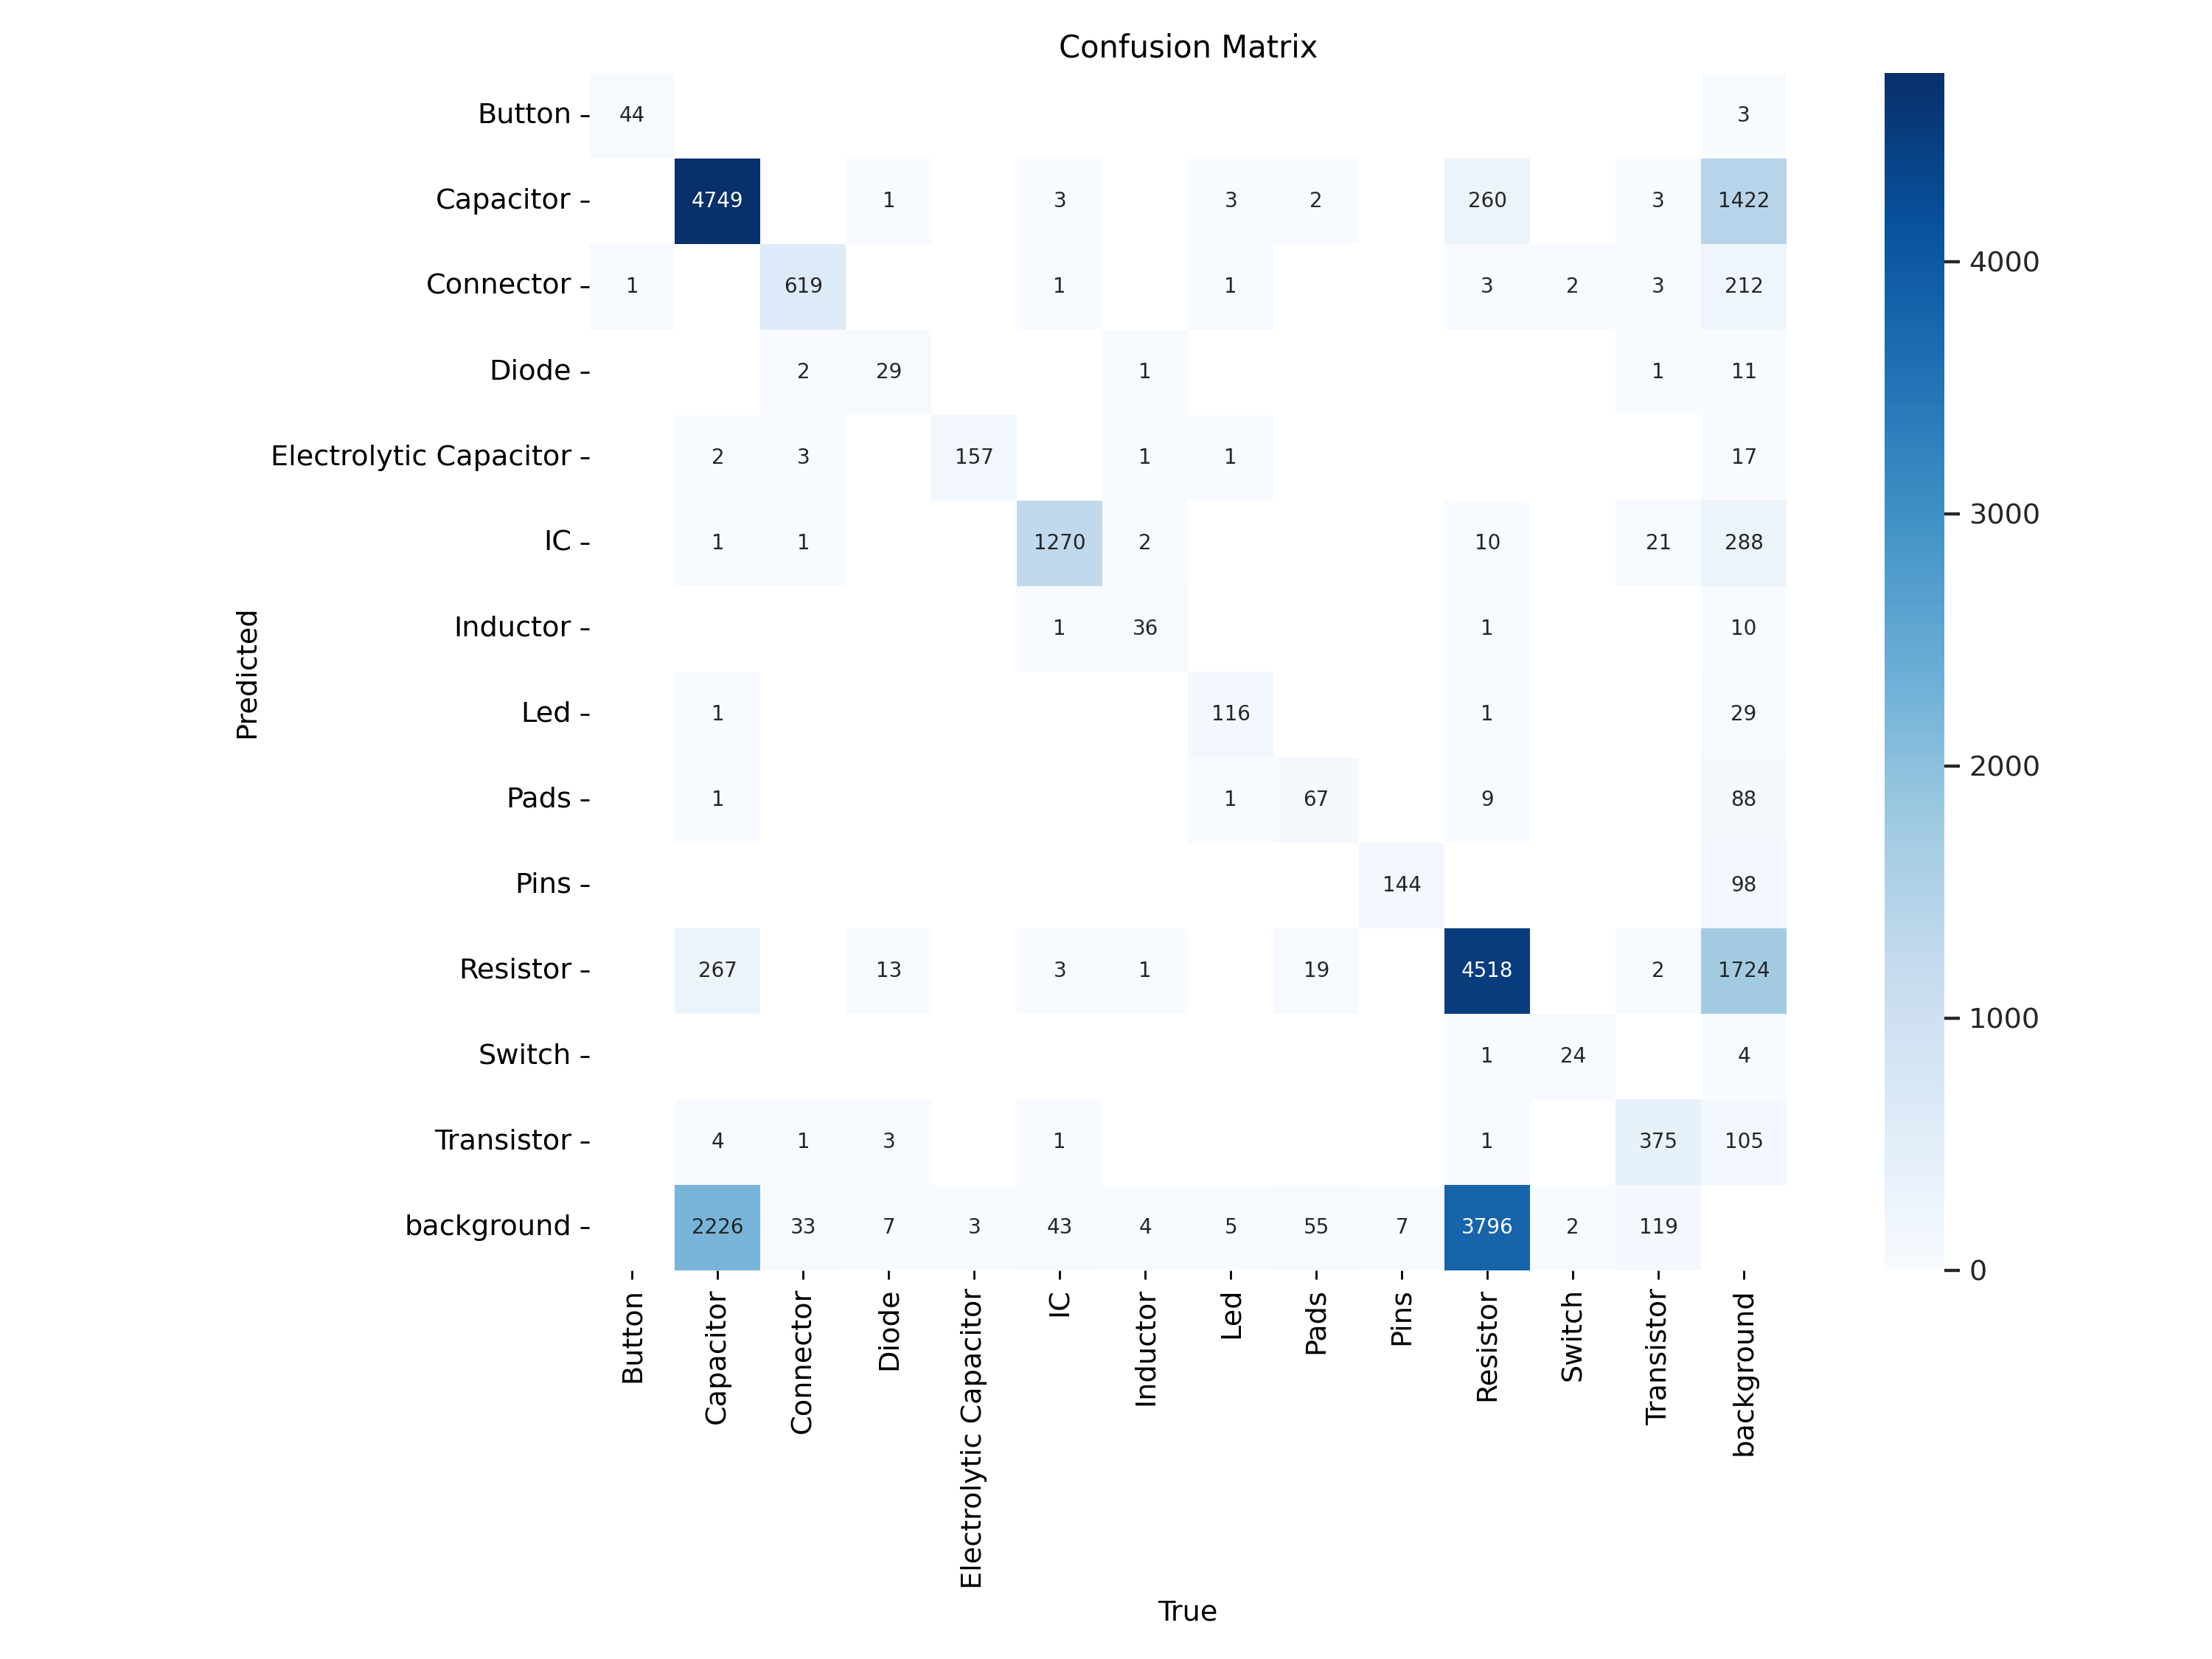 Confusion Matrix
Button 44 3
Capacitor 4749 1 3 3 2 260 3 1422
Connector 1 619 1 1 3 2 3 212
Diode 2 29 1 1 11
Electrolytic Capacitor 2 3 157 1 1 17
IC 1 1 1270 2 10 21 288
Inductor 1 36 1 10
Led 1 116 1 29
Pads 1 1 67 9 88
Pins 144 98
Resistor 267 13 3 1 19 4518 2 1724
Switch 1 24 4
Transistor 4 1 3 1 1 375 105
background 2226 33 7 3 43 4 5 55 7 3796 2 119
Predicted
Button
Capacitor
Connector
Diode
Electrolytic Capacitor
IC
Inductor
Led
Pads
Pins
Resistor
Switch
Transistor
background
True
4000
3000
2000
1000
0